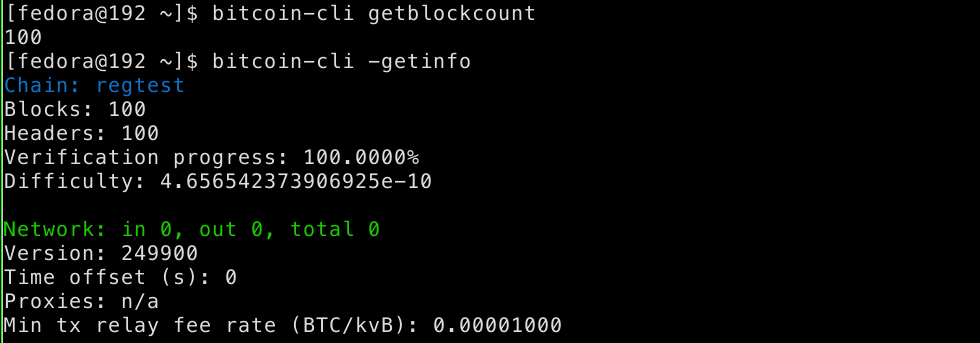 [fedora@192 ~]$ bitcoin-cli getblockcount
100
[fedora@192 ~]$ bitcoin-cli -getinfo
Chain: regtest
Blocks: 100
Headers: 100
Verification progress: 100.0000%
Difficulty: 4.656542373906925e-10
Network: in 0, out 0, total 0
Version: 249900
Time offset (s): 0
Proxies: n/a
Min tx relay fee rate (BTC/kvB): 0.00001000